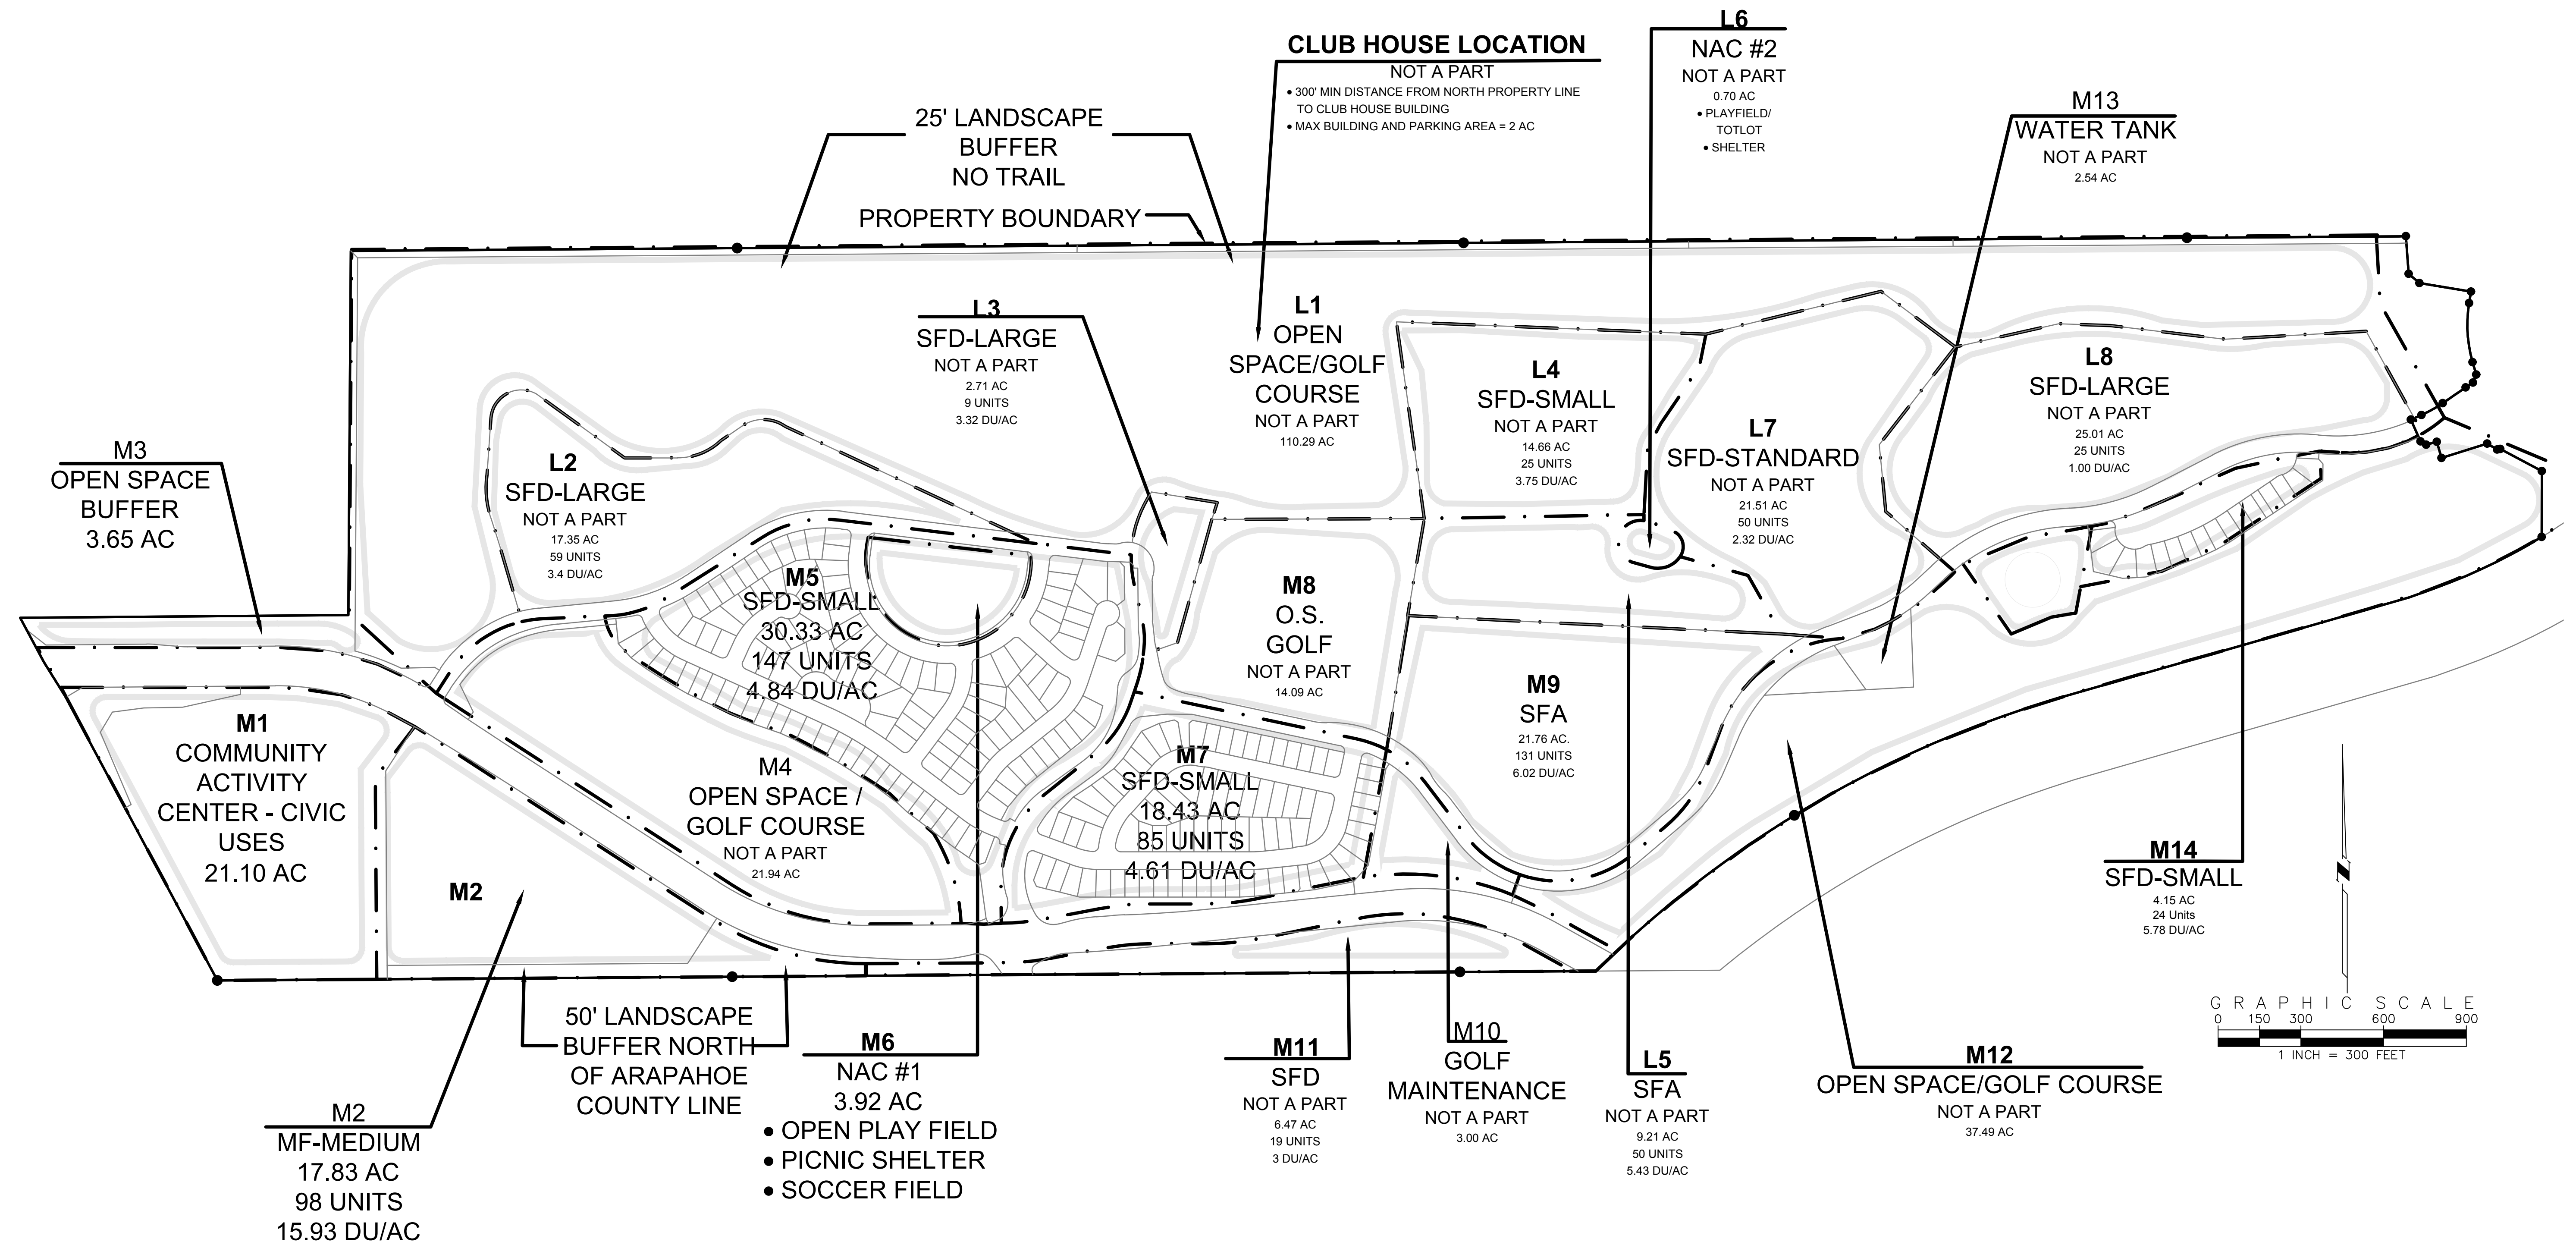 L6
NAC #2
NOT A PART
0.70 AC
• PLAYFIELD/
TOTLOT
• SHELTER
CLUB HOUSE LOCATION
NOT A PART
• 300' MIN DISTANCE FROM NORTH PROPERTY LINE
TO CLUB HOUSE BUILDING
• MAX BUILDING AND PARKING AREA = 2 AC
M13
WATER TANK
NOT A PART
2.54 AC
25' LANDSCAPE
BUFFER
NO TRAIL
PROPERTY BOUNDARY
L3
SFD-LARGE
NOT A PART
2.71 AC
9 UNITS
3.32 DU/AC
L1
OPEN
SPACE/GOLF
COURSE
NOT A PART
110.29 AC
L4
SFD-SMALL
NOT A PART
14.66 AC
25 UNITS
3.75 DU/AC
L7
SFD-STANDARD
NOT A PART
21.51 AC
50 UNITS
2.32 DU/AC
L8
SFD-LARGE
NOT A PART
25.01 AC
25 UNITS
1.00 DU/AC
M3
OPEN SPACE
BUFFER
3.65 AC
L2
SFD-LARGE
NOT A PART
17.35 AC
59 UNITS
3.4 DU/AC
M5
SFD-SMALL
30.33 AC
147 UNITS
4.84 DU/AC
M8
O.S.
GOLF
NOT A PART
14.09 AC
M9
SFA
21.76 AC.
131 UNITS
6.02 DU/AC
M1
COMMUNITY
ACTIVITY
CENTER - CIVIC
USES
21.10 AC
M4
OPEN SPACE /
GOLF COURSE
NOT A PART
21.94 AC
M7
SFD-SMALL
18.43 AC
85 UNITS
4.61 DU/AC
M2
M14
SFD-SMALL
4.15 AC
24 Units
5.78 DU/AC
N
GRAPHIC SCALE
0 150 300 600 900
1 INCH = 300 FEET
50' LANDSCAPE
BUFFER NORTH
OF ARAPAHOE
COUNTY LINE
M2
MF-MEDIUM
17.83 AC
98 UNITS
15.93 DU/AC
M6
NAC #1
3.92 AC
• OPEN PLAY FIELD
• PICNIC SHELTER
• SOCCER FIELD
M11
SFD
NOT A PART
6.47 AC
19 UNITS
3 DU/AC
M10
GOLF
MAINTENANCE
NOT A PART
3.00 AC
L5
SFA
NOT A PART
9.21 AC
50 UNITS
5.43 DU/AC
M12
OPEN SPACE/GOLF COURSE
NOT A PART
37.49 AC